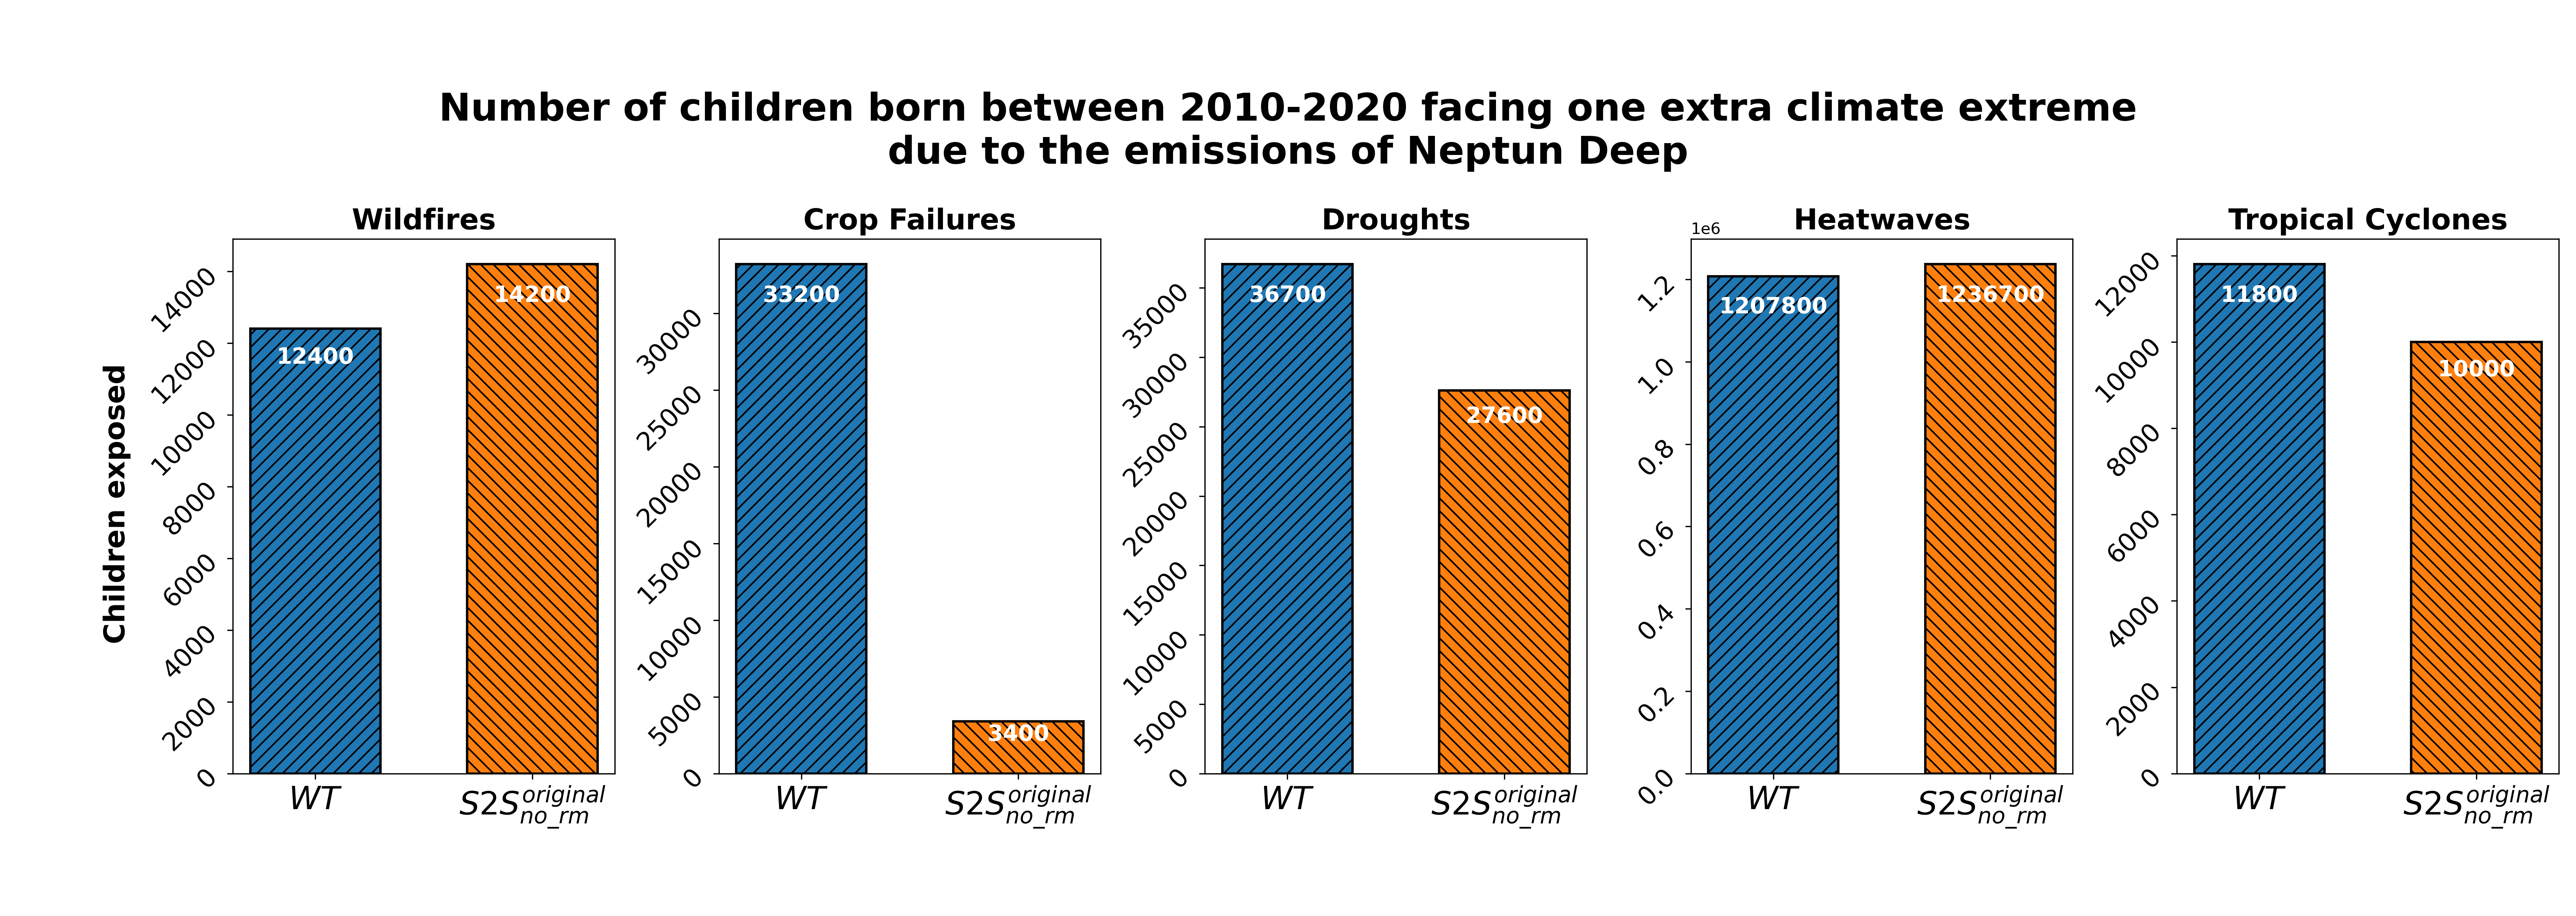 Number of children born between 2010-2020 facing one extra climate extreme
due to the emissions of Neptun Deep
Children exposed
Wildfires
14000
12000
10000
8000
6000
4000
2000
0
12400
14200
WT
S2S^{original}_{no_rm}
Crop Failures
30000
25000
20000
15000
10000
5000
0
33200
3400
WT
S2S^{original}_{no_rm}
Droughts
35000
30000
25000
20000
15000
10000
5000
0
36700
27600
WT
S2S^{original}_{no_rm}
Heatwaves
1e6
1.2
1.0
0.8
0.6
0.4
0.2
0.0
1207800
1236700
WT
S2S^{original}_{no_rm}
Tropical Cyclones
12000
10000
8000
6000
4000
2000
0
11800
10000
WT
S2S^{original}_{no_rm}